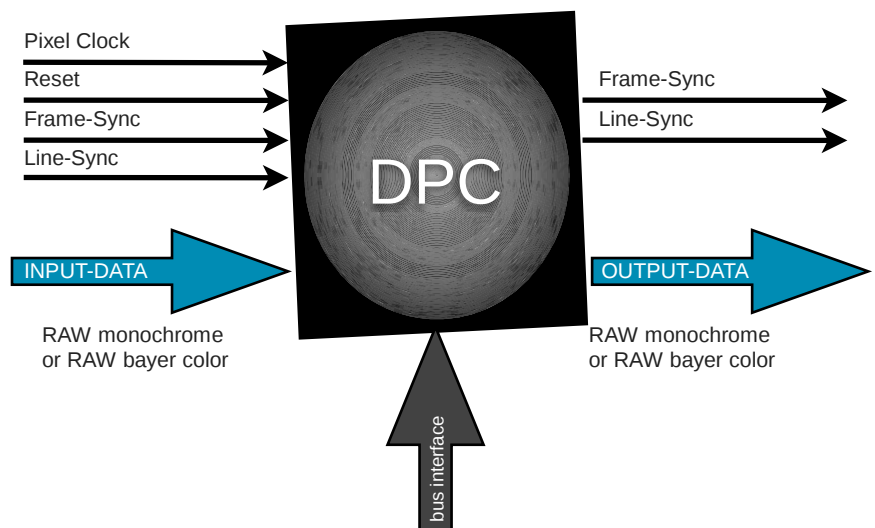 Pixel Clock
Reset
Frame-Sync
Line-Sync
DPC
Frame-Sync
Line-Sync
INPUT-DATA
OUTPUT-DATA
RAW monochrome
or RAW bayer color
RAW monochrome
or RAW bayer color
bus interface